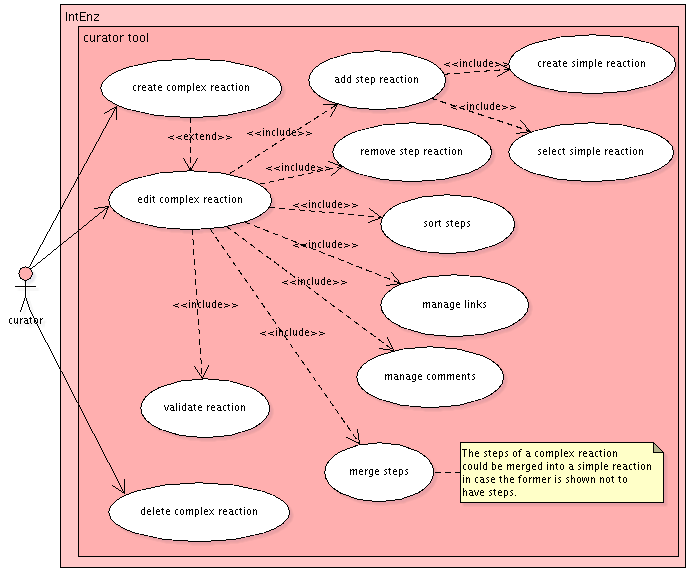 IntEnz
curator tool
create complex reaction
add step reaction
<<include>>
create simple reaction
<<extend>>
<<include>>
<<include>>
remove step reaction
select simple reaction
<<include>>
edit complex reaction
<<include>>
sort steps
<<include>>
<<include>>
manage links
<<include>>
curator
<<include>>
manage comments
validate reaction
merge steps
The steps of a complex reaction
could be merged into a simple reaction
in case the former is shown not to
have steps.
delete complex reaction